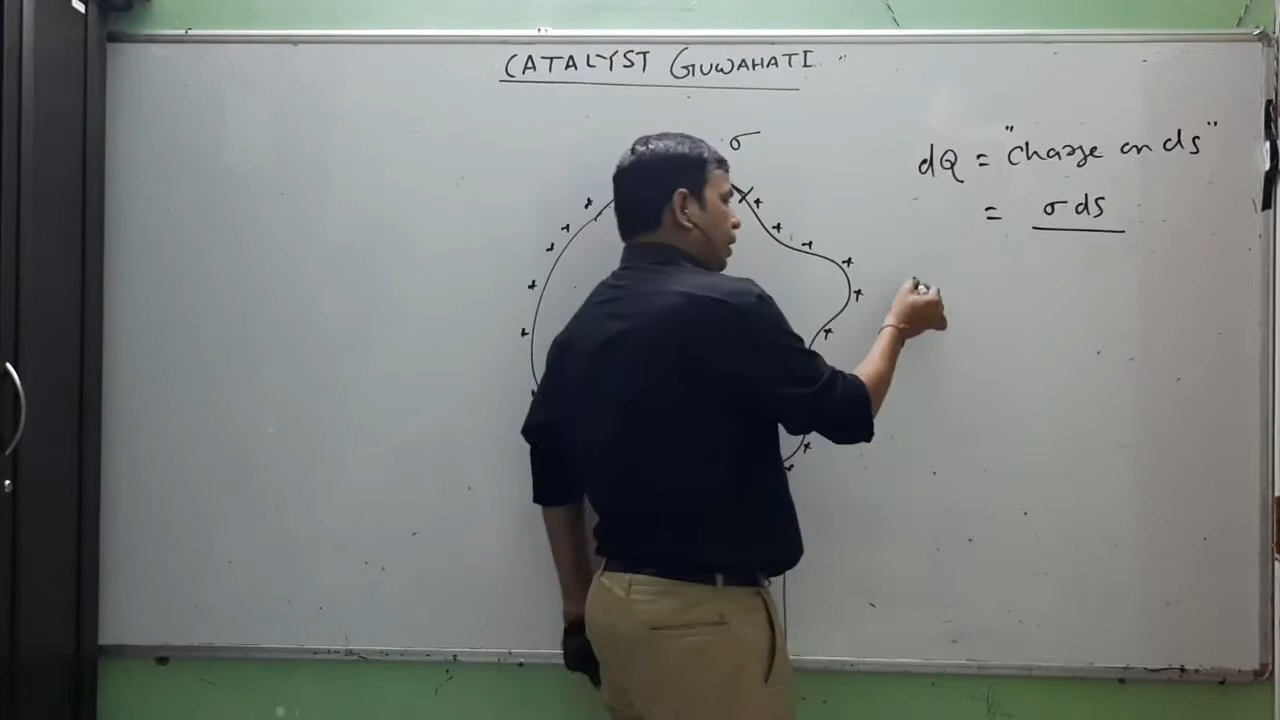 CATALYST GUWAHATI
σ
dQ = "Charge on ds"
= σ ds